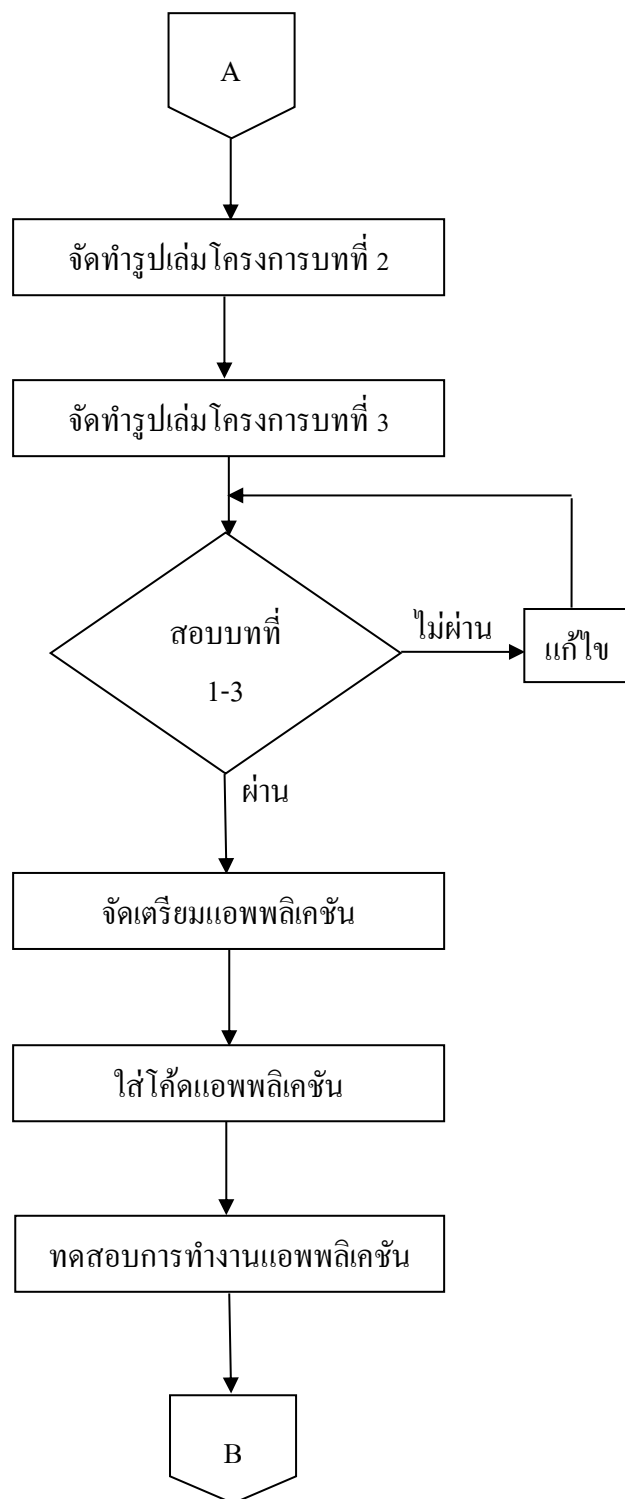 A
จัดทำรูปเล่มโครงการบทที่ 2
จัดทำรูปเล่มโครงการบทที่ 3
สอบบทที่
1-3
ไม่ผ่าน
แก้ไข
ผ่าน
จัดเตรียมแอพพลิเคชัน
ใส่โค้ดแอพพลิเคชัน
ทดสอบการทำงานแอพพลิเคชัน
B